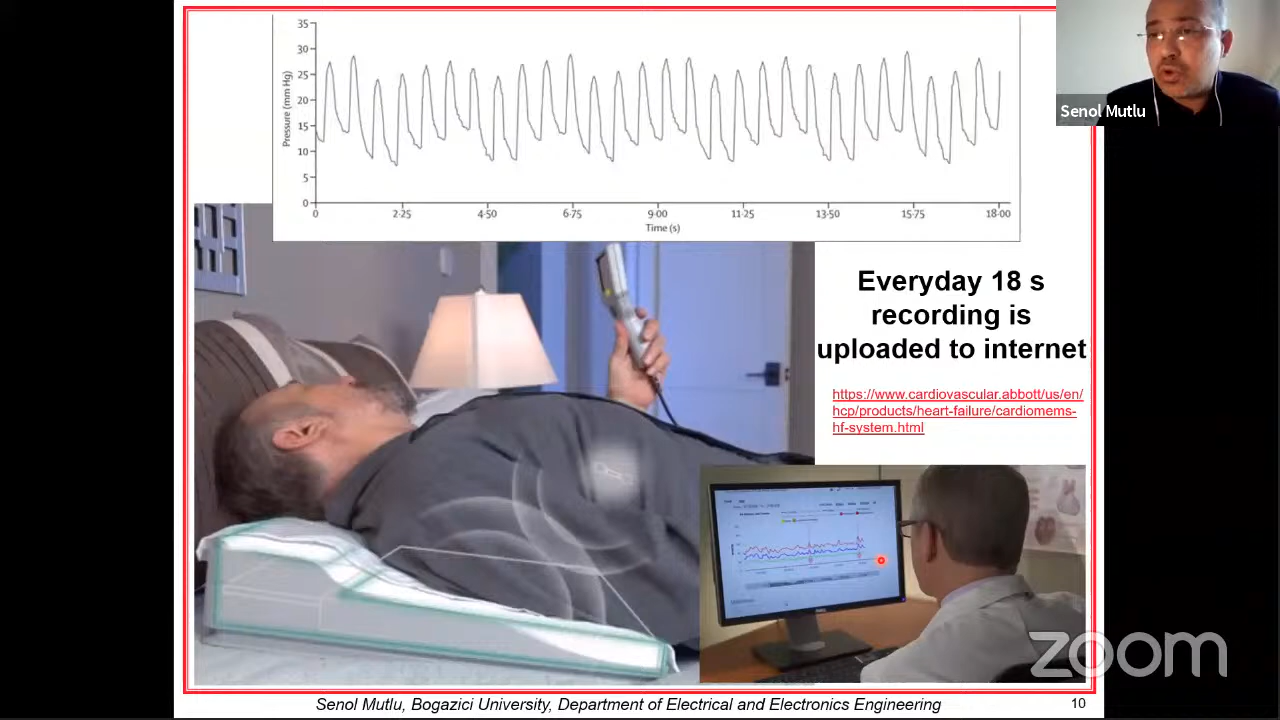 35
30
25
20
15
10
5
0
Pressure (mm Hg)
0 2·25 4·50 6·75 9·00 11·25 13·50 15·75 18·00
Time (s)
Senol Mutlu
Everyday 18 s
recording is
uploaded to internet
https://www.cardiovascular.abbott/us/en/
hcp/products/heart-failure/cardiomems-
hf-system.html
zoom
Senol Mutlu, Bogazici University, Department of Electrical and Electronics Engineering
10